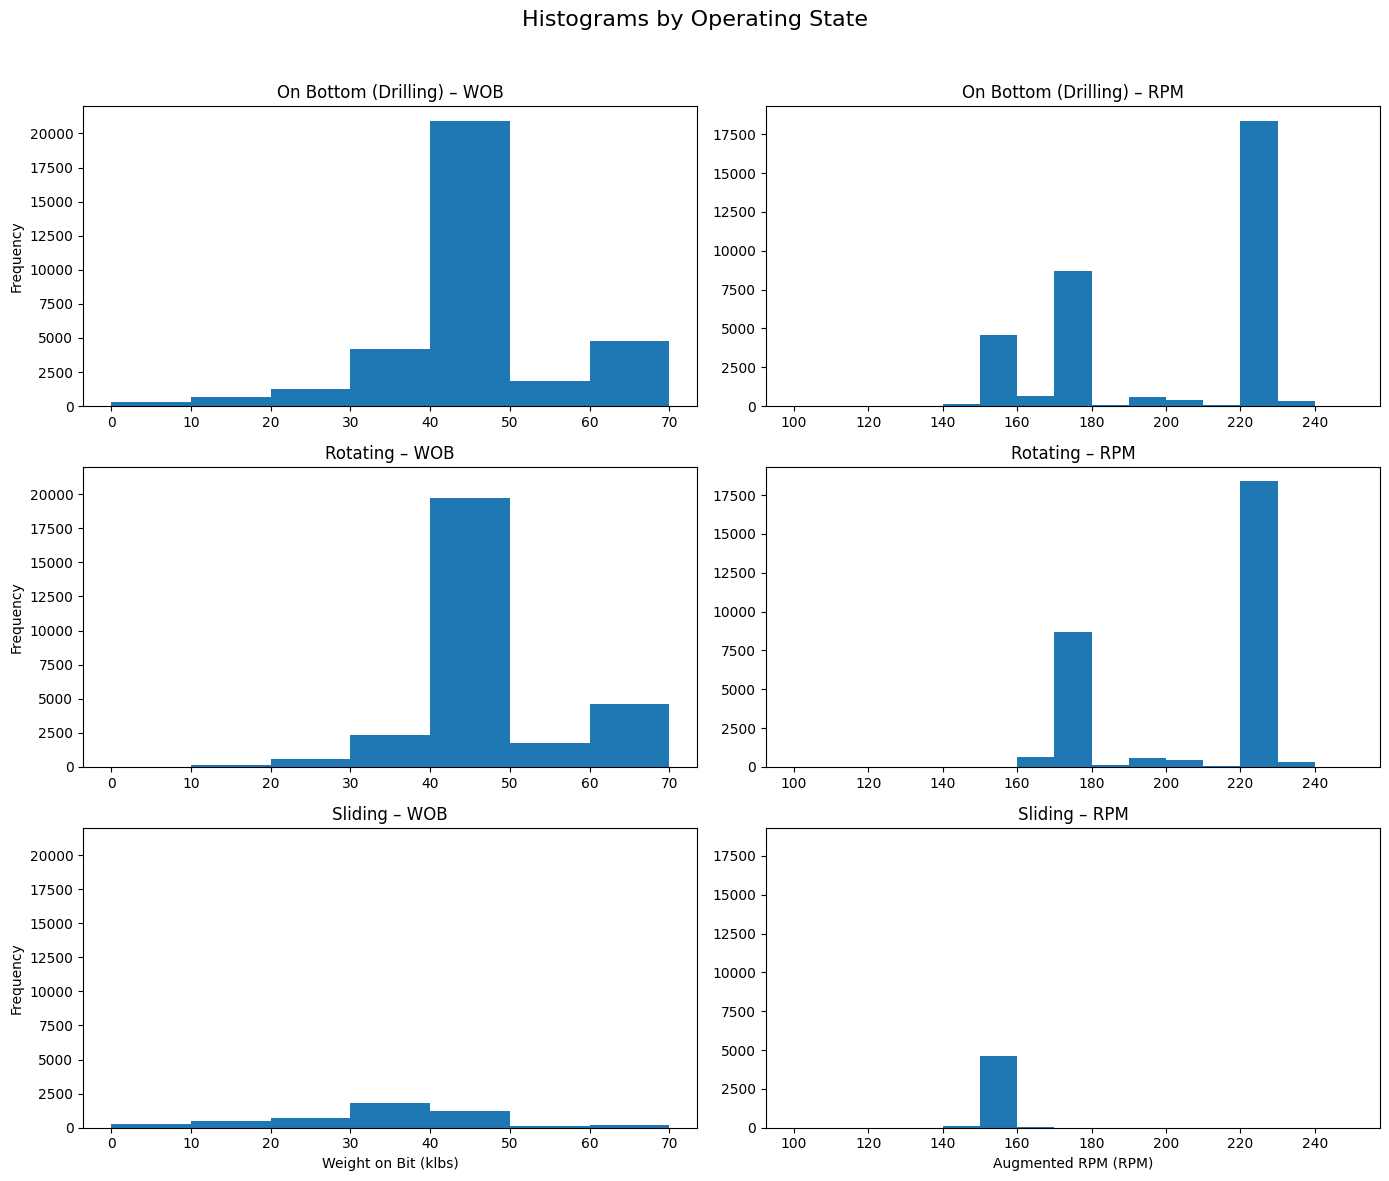 Histograms by Operating State
On Bottom (Drilling) – WOB
On Bottom (Drilling) – RPM
20000
17500
15000
12500
10000
7500
5000
2500
0
Frequency
0 10 20 30 40 50 60 70
17500
15000
12500
10000
7500
5000
2500
0
100 120 140 160 180 200 220 240
Rotating – WOB
Rotating – RPM
20000
17500
15000
12500
10000
7500
5000
2500
0
Frequency
0 10 20 30 40 50 60 70
17500
15000
12500
10000
7500
5000
2500
0
100 120 140 160 180 200 220 240
Sliding – WOB
Sliding – RPM
20000
17500
15000
12500
10000
7500
5000
2500
0
Frequency
0 10 20 30 40 50 60 70
Weight on Bit (klbs)
17500
15000
12500
10000
7500
5000
2500
0
100 120 140 160 180 200 220 240
Augmented RPM (RPM)